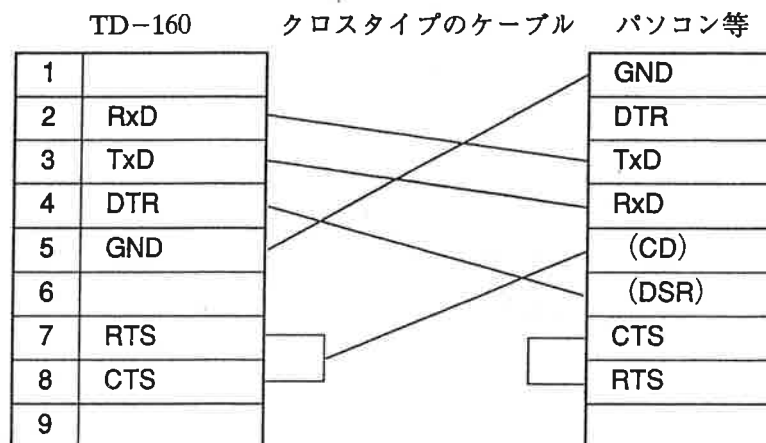 TD-160 クロスタイプのケーブル パソコン等
1 GND
2 RxD DTR
3 TxD TxD
4 DTR RxD
5 GND (CD)
6 (DSR)
7 RTS CTS
8 CTS RTS
9